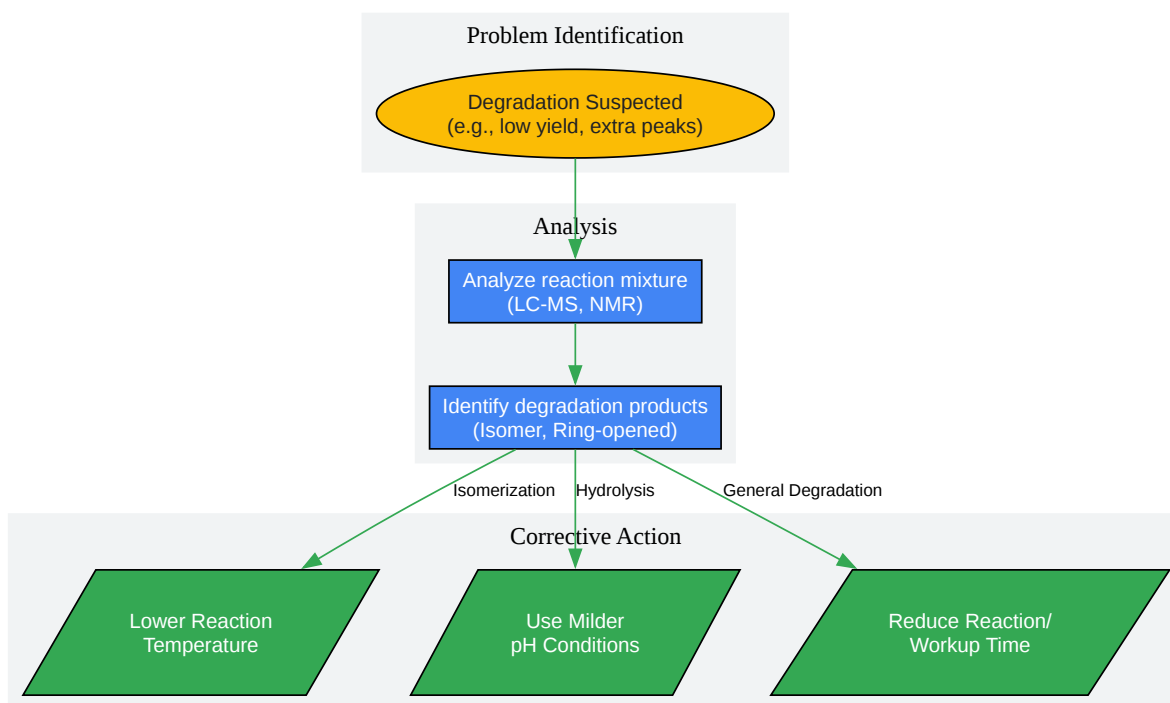 Problem Identification
Degradation Suspected
(e.g., low yield, extra peaks)
Analysis
Analyze reaction mixture
(LC-MS, NMR)
Identify degradation products
(Isomer, Ring-opened)
Isomerization
Hydrolysis
General Degradation
Corrective Action
Lower Reaction
Temperature
Use Milder
pH Conditions
Reduce Reaction/
Workup Time